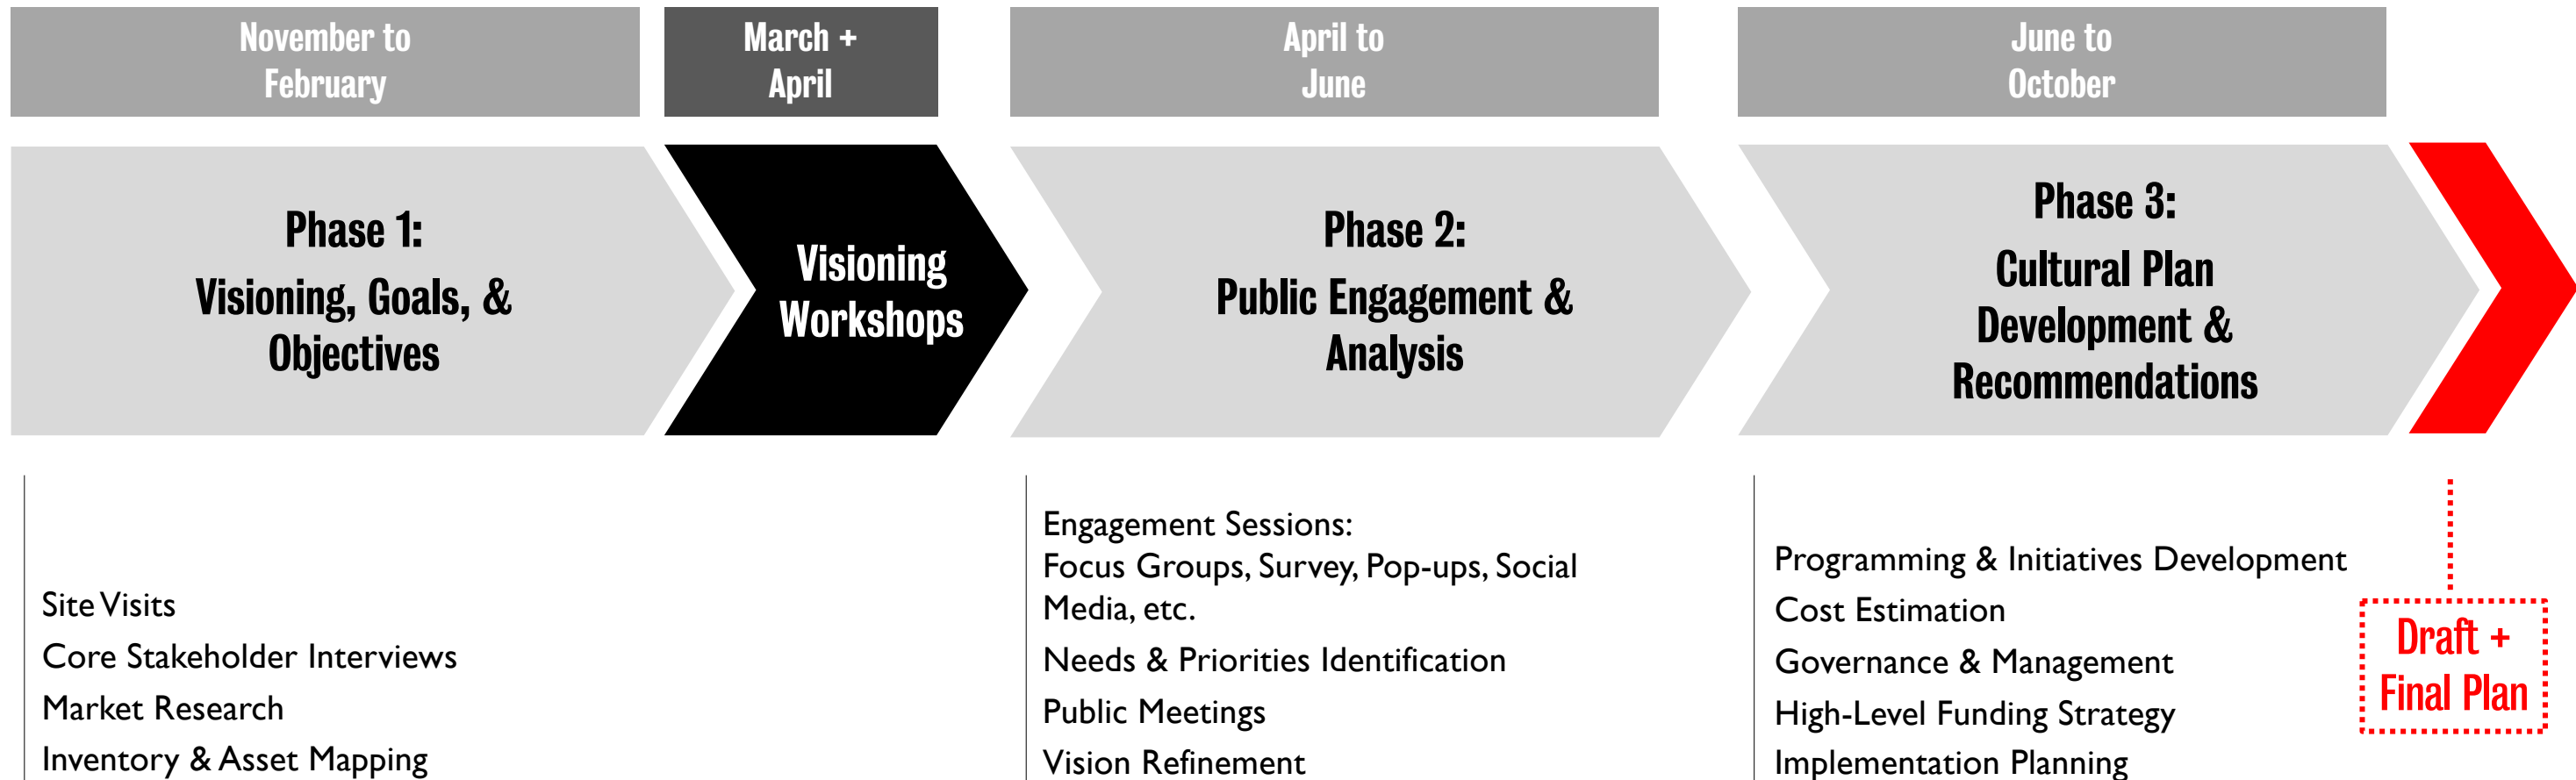 November to
February
March +
April
April to
June
June to
October
Phase 1:
Visioning, Goals, &
Objectives
Visioning
Workshops
Phase 2:
Public Engagement &
Analysis
Phase 3:
Cultural Plan
Development &
Recommendations
Site Visits
Core Stakeholder Interviews
Market Research
Inventory & Asset Mapping
Engagement Sessions:
Focus Groups, Survey, Pop-ups, Social
Media, etc.
Needs & Priorities Identification
Public Meetings
Vision Refinement
Programming & Initiatives Development
Cost Estimation
Governance & Management
High-Level Funding Strategy
Implementation Planning
Draft +
Final Plan